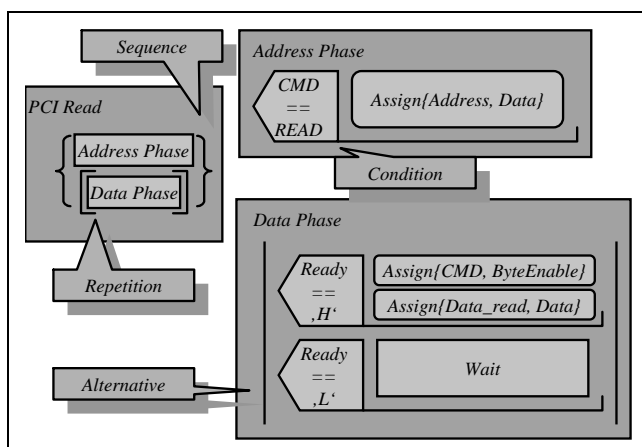 Sequence
PCI Read
Address Phase
Data Phase
Repetition
Alternative
Address Phase
CMD
==
READ
Assign{Address, Data}
Condition
Data Phase
Ready
==
‚H‘
Assign{CMD, ByteEnable}
Assign{Data_read, Data}
Ready
==
‚L‘
Wait